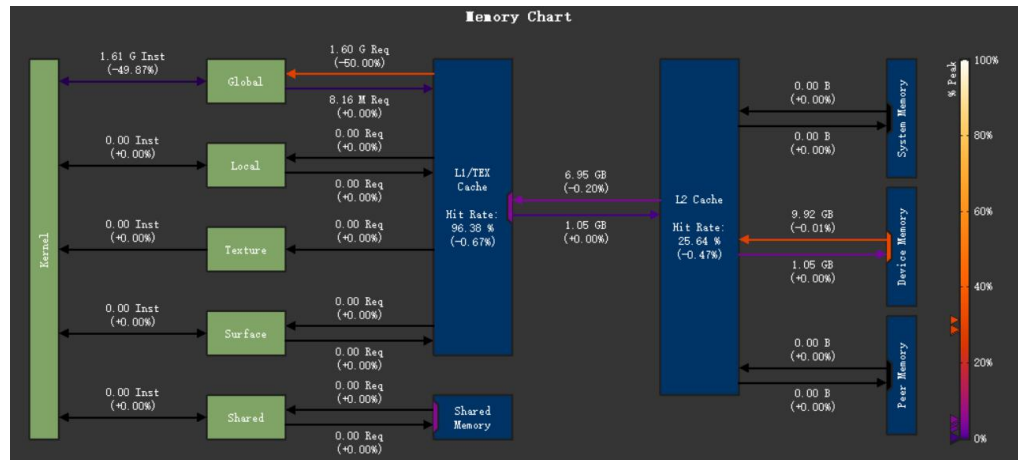 Memory Chart
1.61 G Inst
(-49.87%)
Global
1.60 G Req
(-50.00%)
8.16 M Req
(+0.00%)
0.00 Inst
(+0.00%)
Local
0.00 Req
(+0.00%)
0.00 Req
(+0.00%)
0.00 Inst
(+0.00%)
Texture
0.00 Req
(+0.00%)
0.00 Inst
(+0.00%)
Surface
0.00 Req
(+0.00%)
0.00 Req
(+0.00%)
0.00 Inst
(+0.00%)
Shared
0.00 Req
(+0.00%)
0.00 Req
(+0.00%)
Kernel
L1/TEX
Cache
Hit Rate:
96.38 %
(-0.67%)
Shared
Memory
6.95 GB
(-0.20%)
1.05 GB
(+0.00%)
L2 Cache
Hit Rate:
25.64 %
(-0.47%)
0.00 B
(+0.00%)
0.00 B
(+0.00%)
System Memory
9.92 GB
(-0.01%)
1.05 GB
(+0.00%)
Device Memory
0.00 B
(+0.00%)
0.00 B
(+0.00%)
Peer Memory
% Peak
100%
80%
60%
40%
20%
0%